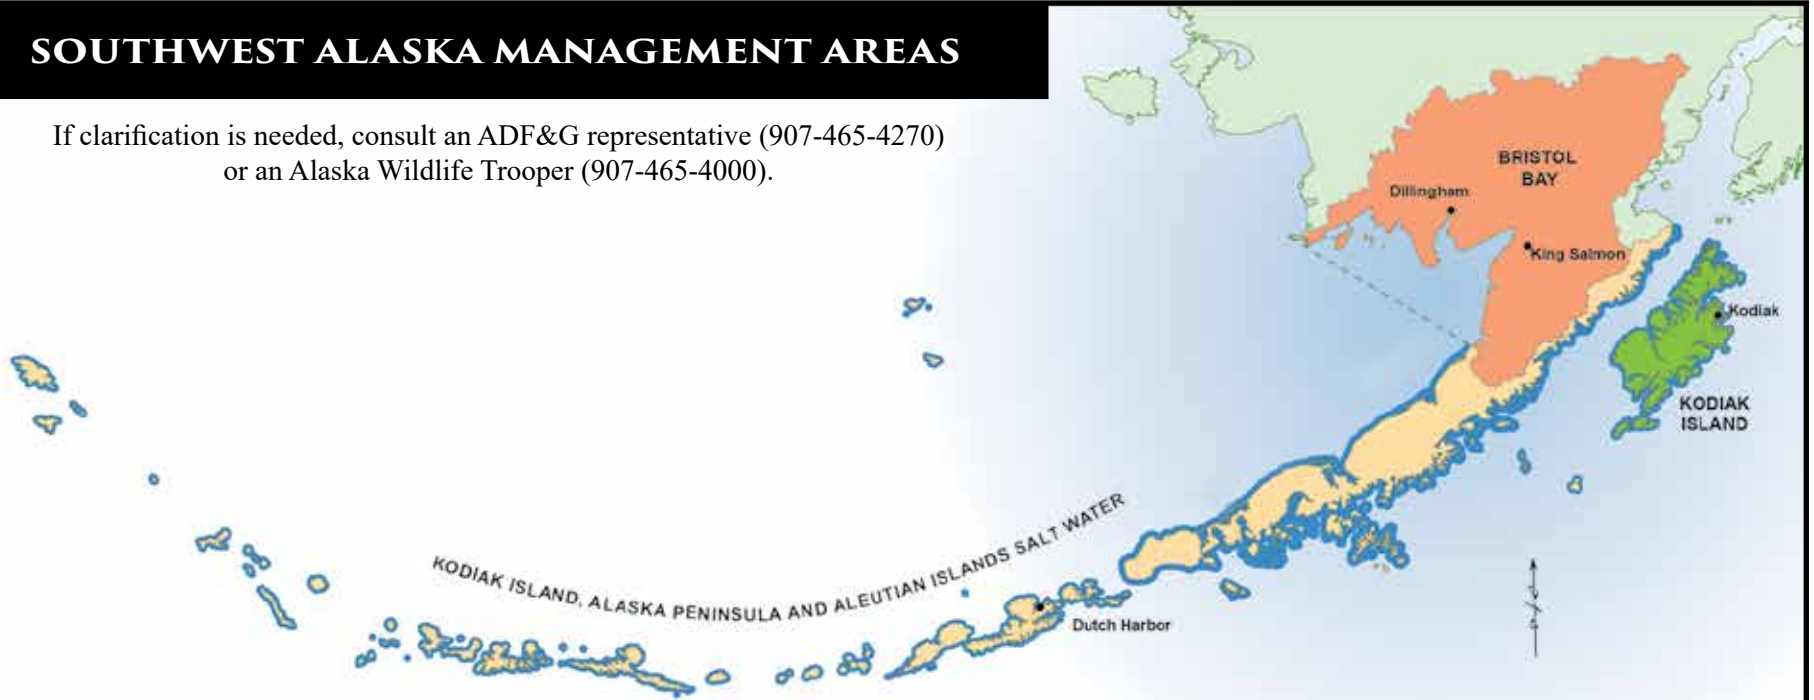 SOUTHWEST ALASKA MANAGEMENT AREAS
If clarification is needed, consult an ADF&G representative (907-465-4270)
or an Alaska Wildlife Trooper (907-465-4000).
BRISTOL
BAY
Dillingham
King Salmon
Kodiak
KODIAK
ISLAND
KODIAK ISLAND, ALASKA PENINSULA AND ALEUTIAN ISLANDS SALT WATER
Dutch Harbor